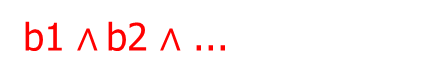 b1 ∧ b2 ∧ ...